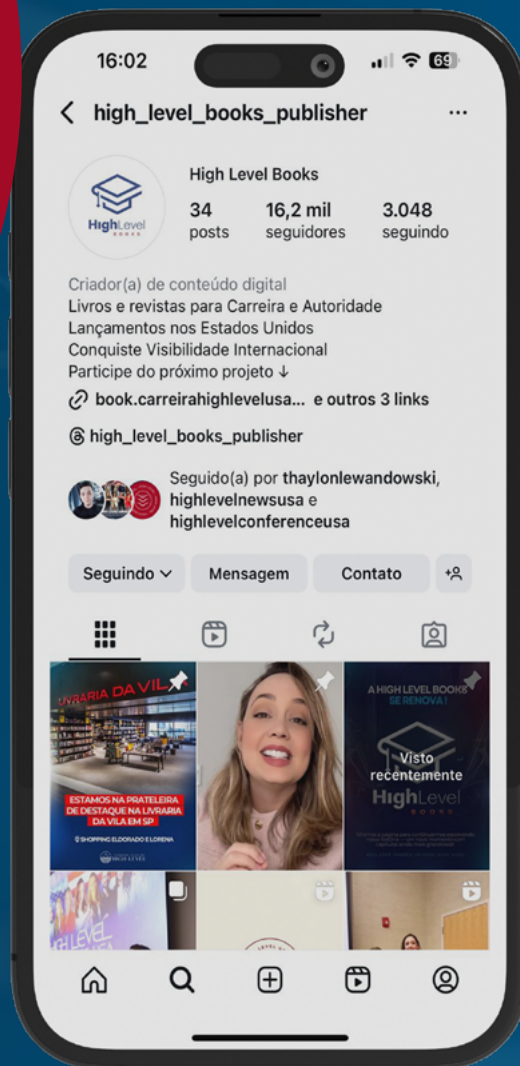 16:02
69
high_level_books_publisher
HighLevel
BOOKS
High Level Books
34 16,2 mil 3.048
posts seguidores seguindo
Criador(a) de conteúdo digital
Livros e revistas para Carreira e Autoridade
Lançamentos nos Estados Unidos
Conquiste Visibilidade Internacional
Participe do próximo projeto ↓
book.carreirahighlevelusa... e outros 3 links
high_level_books_publisher
Seguido(a) por thaylonlewandowski,
highlevelnewsusa e
highlevelconferenceusa
Seguindo Mensagem Contato
LIVRARIA DA VILA
ESTAMOS NA PRATELEIRA
DE DESTAQUE NA LIVRARIA
DA VILA EM SP
SHOPPING ELDORADO E LORENA
HIGH LEVEL
A HIGH LEVEL BOOKS
SE RENOVA!
Visto
recentemente
HighLevel
BOOKS